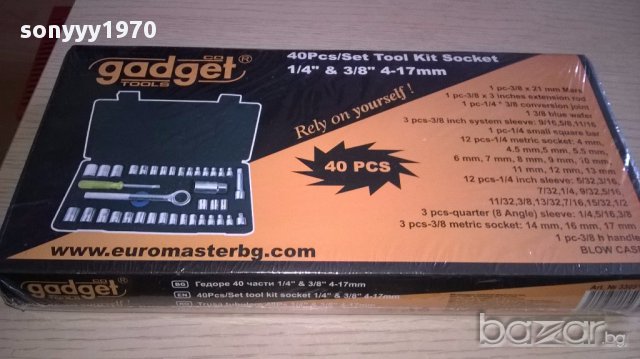 sonyyy1970
CD
gadget®
TOOLS
40Pcs/Set Tool Kit Socket
1/4" & 3/8" 4-17mm
Rely on yourself !
40 PCS
1 pc-3/8 x 21 mm
1 pc-3/8 x 3 inches extension rod
1 pc-1/4 * 3/8 conversion joint
1 3/8 blue wafer
3 pcs-3/8 inch system sleeve: 9/16,5/8,11/16
1 pc-1/4 small square bar
12 pcs-1/4 metric socket: 4 mm,
4.5 mm,5 mm, 5.5 mm,
6 mm, 7 mm, 8 mm, 9 mm, 10 mm,
11 mm, 12 mm, 13 mm
12 pcs-1/4 inch sleeve: 5/32,3/16,
7/32,1/4, 9/32,5/16,
11/32,3/8,13/32,7/16,15/32,1/2
3 pcs-quarter (8 Angle) sleeve: 1/4,5/16,3/8
3 pcs-3/8 metric socket: 14 mm, 16 mm, 17 mm
1 pc-3/8 h handle
BLOW CASE
www.euromasterbg.com
CD
gadget
TOOLS
BG Гедоре 40 части 1/4" & 3/8" 4-17mm
EN 40Pcs/Set tool kit socket 1/4" & 3/8" 4-17mm
RO Trusa
Art. №
bazar.bg